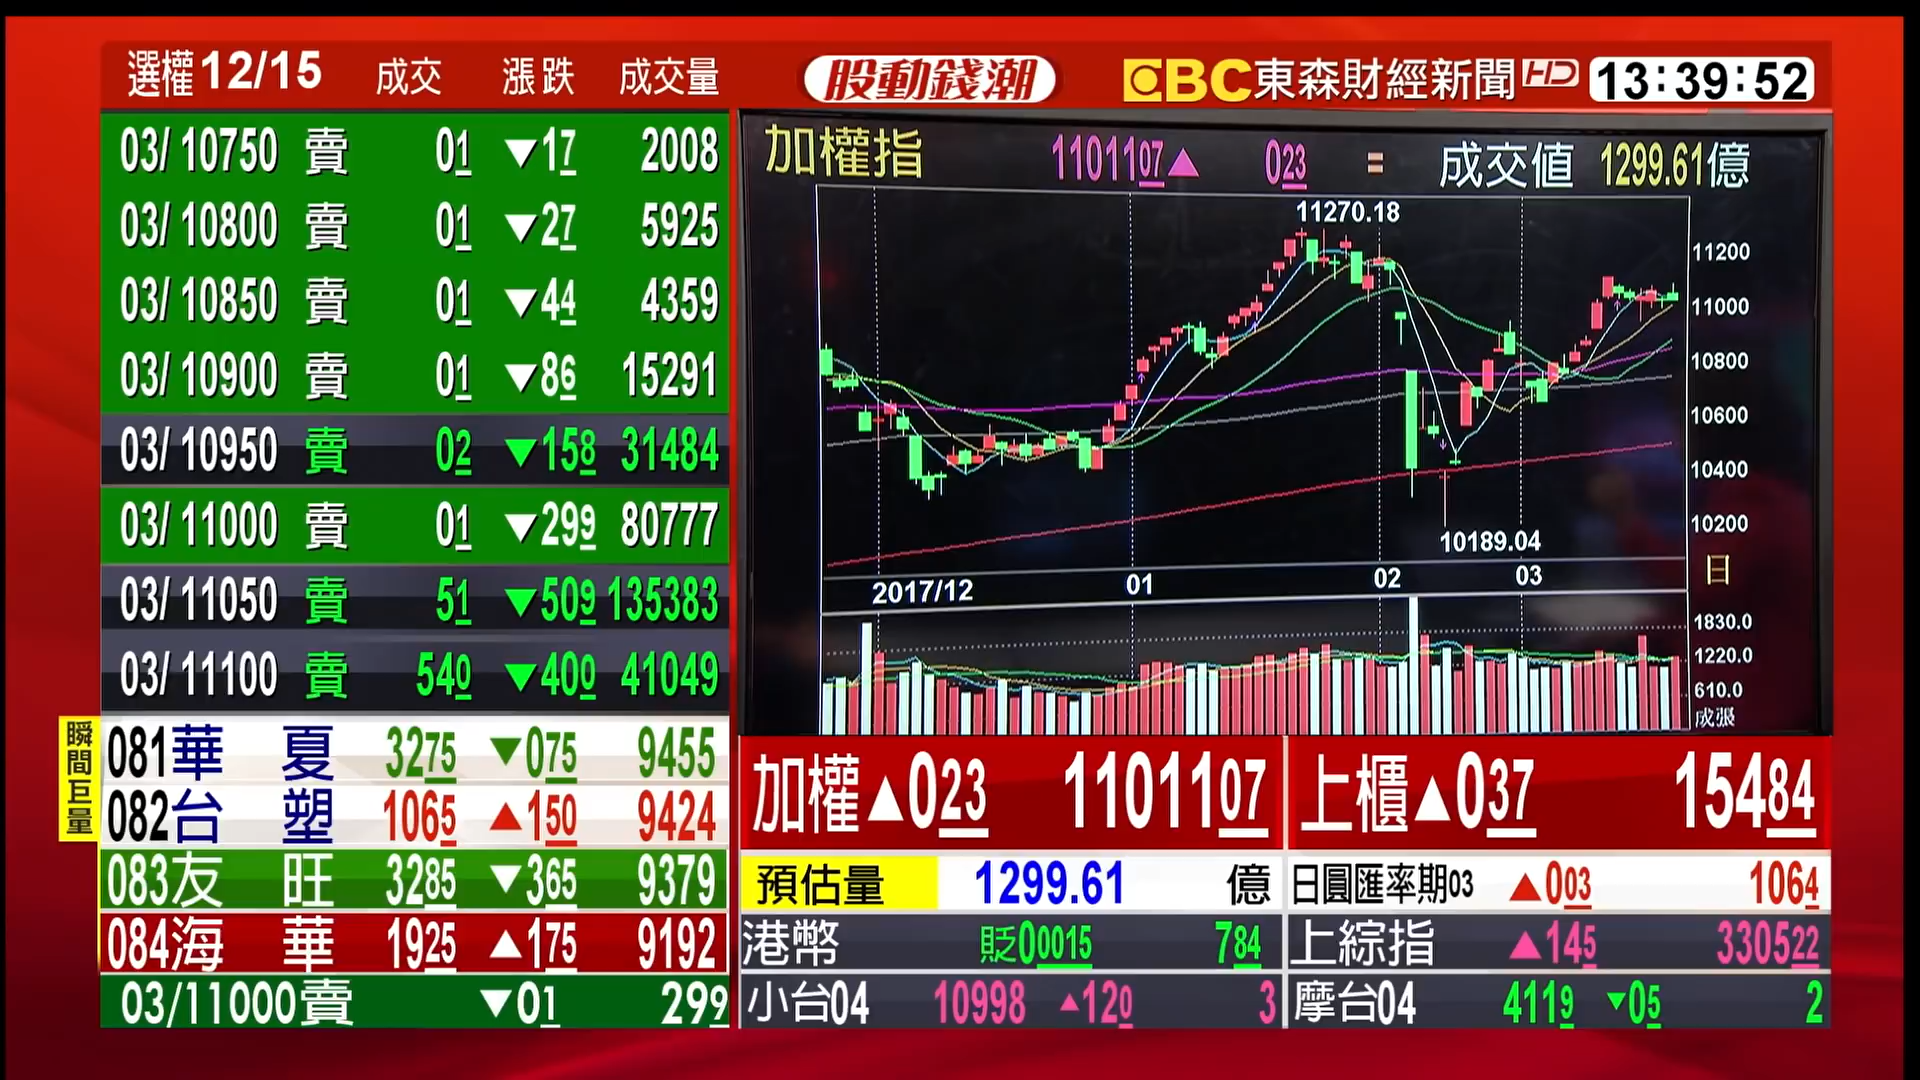 選權12/15 成交 漲跌 成交量
股動錢潮
EBC東森財經新聞HD 13:39:52
03/ 10750 賣 01 ▼17 2008
03/ 10800 賣 01 ▼27 5925
03/ 10850 賣 01 ▼44 4359
03/ 10900 賣 01 ▼86 15291
03/ 10950 賣 02 ▼158 31484
03/ 11000 賣 01 ▼299 80777
03/ 11050 賣 51 ▼509 135383
03/ 11100 賣 540 ▼400 41049
瞬間巨量
081華夏 3275 ▼075 9455
082台塑 1065 ▲150 9424
083友旺 3285 ▼365 9379
084海華 1925 ▲175 9192
03/11000賣 ▼01 299
加權指 1101107▲ 023 = 成交值 1299.61億
11270.18
11200
11000
10800
10600
10400
10200
10189.04
日
2017/12 01 02 03
1830.0
1220.0
610.0
成張
加權▲023 1101107
上櫃▲037 15484
預估量 1299.61 億
日圓匯率期03 ▲003 1064
港幣 貶00015 784
上綜指 ▲145 330522
小台04 10998 ▲120 3
摩台04 4119 ▼05 2